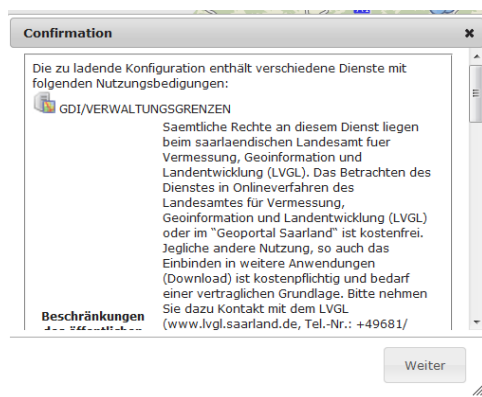 Confirmation
Die zu ladende Konfiguration enthält verschiedene Dienste mit
folgenden Nutzungsbedigungen:
GDI/VERWALTUNGSGRENZEN
Saemtliche Rechte an diesem Dienst liegen
beim saarlaendischen Landesamt fuer
Vermessung, Geoinformation und
Landentwicklung (LVGL). Das Betrachten des
Dienstes in Onlineverfahren des
Landesamtes für Vermessung,
Geoinformation und Landentwicklung (LVGL)
oder im "Geoportal Saarland" ist kostenfrei.
Jegliche andere Nutzung, so auch das
Einbinden in weitere Anwendungen
(Download) ist kostenpflichtig und bedarf
einer vertraglichen Grundlage. Bitte nehmen
Sie dazu Kontakt mit dem LVGL
(www.lvgl.saarland.de, Tel.-Nr.: +49681/
Beschränkungen
des öffentlichen
Weiter